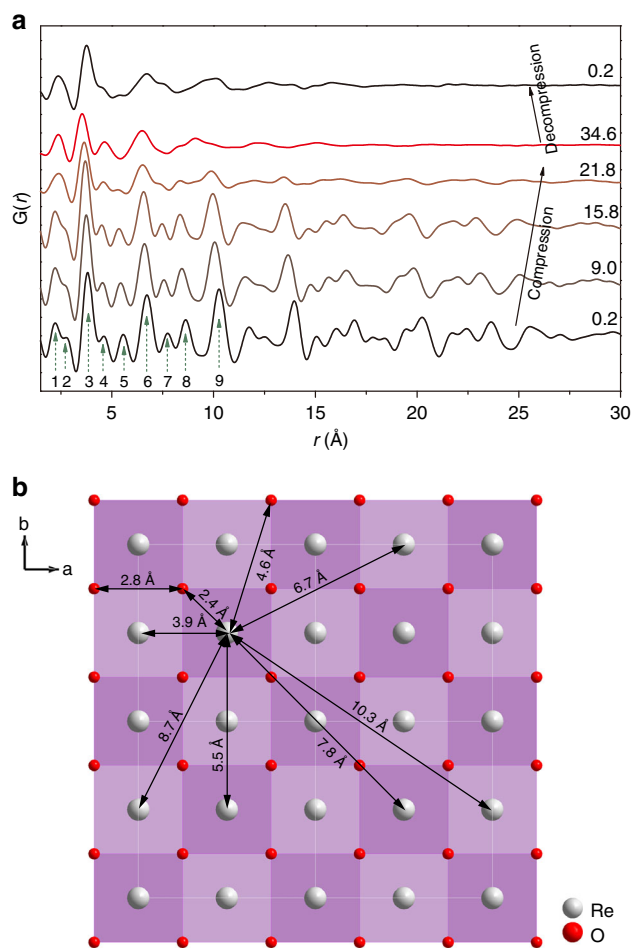 a
G(r)
0.2
34.6
21.8
15.8
9.0
0.2
Decompression
Compression
1 2 3 4 5 6 7 8 9
5 10 15 20 25 30
r (Å)
b
b
a
2.8 Å
2.4 Å
3.9 Å
4.6 Å
6.7 Å
8.7 Å
5.5 Å
7.8 Å
10.3 Å
Re
O